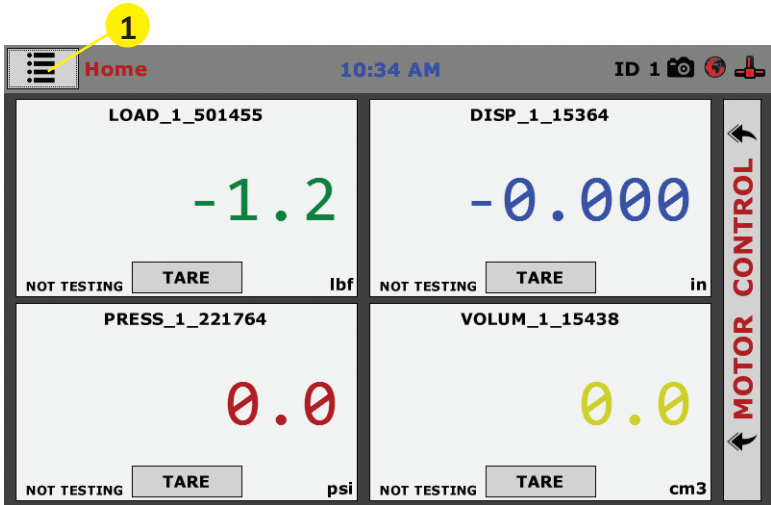 1
Home
10:34 AM
ID 1
LOAD_1_501455
-1.2
NOT TESTING
TARE
lbf
DISP_1_15364
-0.000
NOT TESTING
TARE
in
PRESS_1_221764
0.0
NOT TESTING
TARE
psi
VOLUM_1_15438
0.0
NOT TESTING
TARE
cm3
MOTOR CONTROL